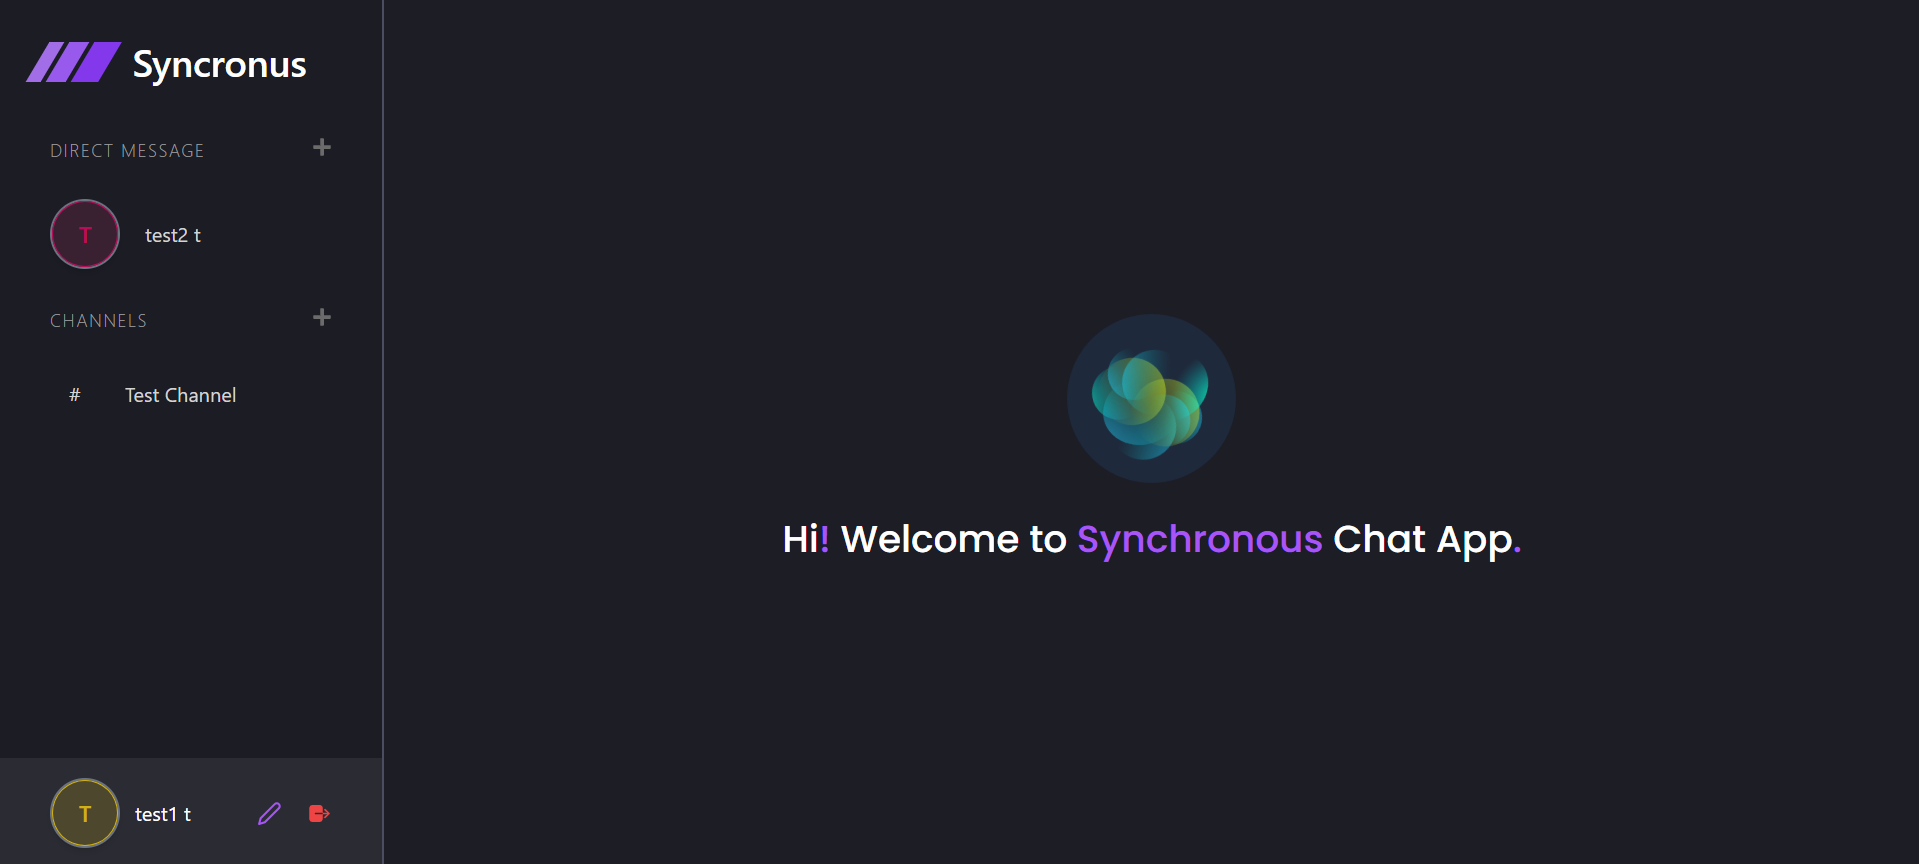 Syncronus
DIRECT MESSAGE
T
test2 t
CHANNELS
# Test Channel
Hi! Welcome to Synchronous Chat App.
T
test1 t